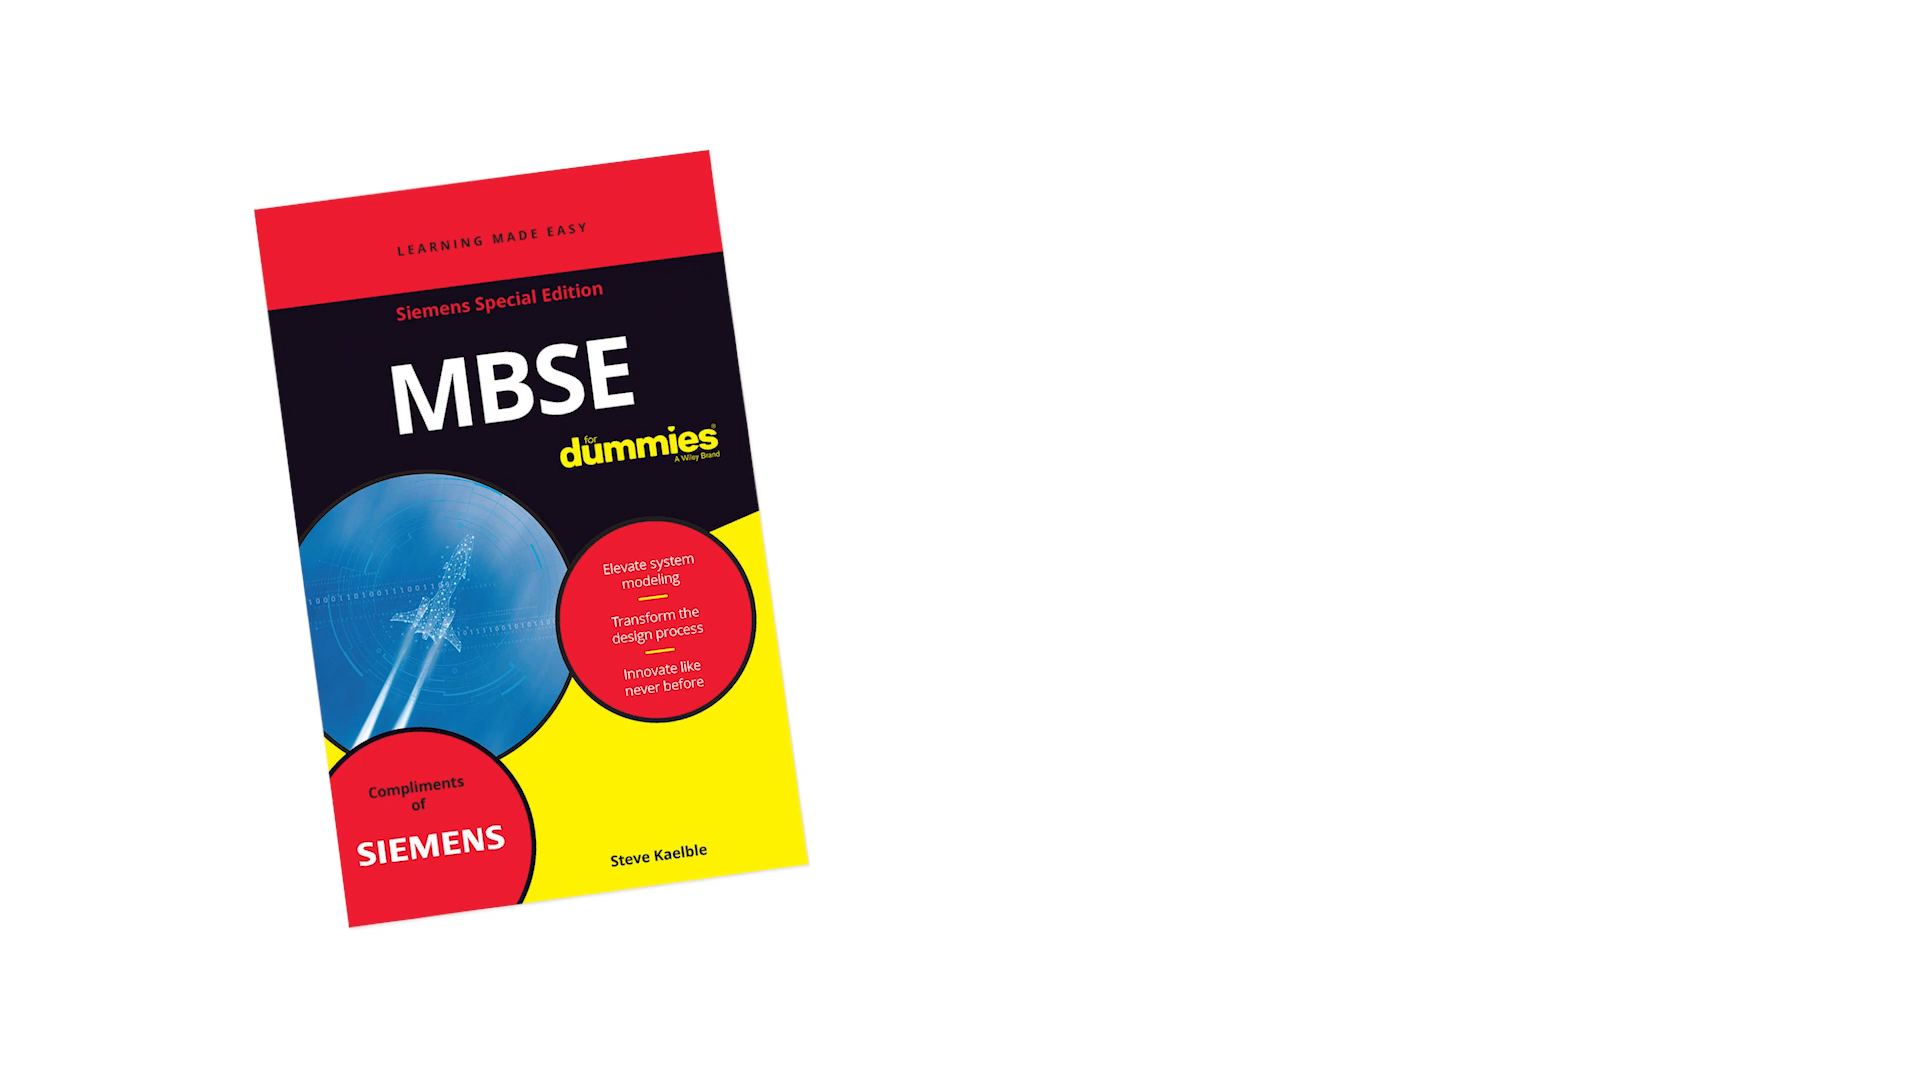 LEARNING MADE EASY
Siemens Special Edition
MBSE
for
dummies®
A Wiley Brand
Elevate system
modeling
Transform the
design process
Innovate like
never before
Compliments
of
SIEMENS
Steve Kaelble